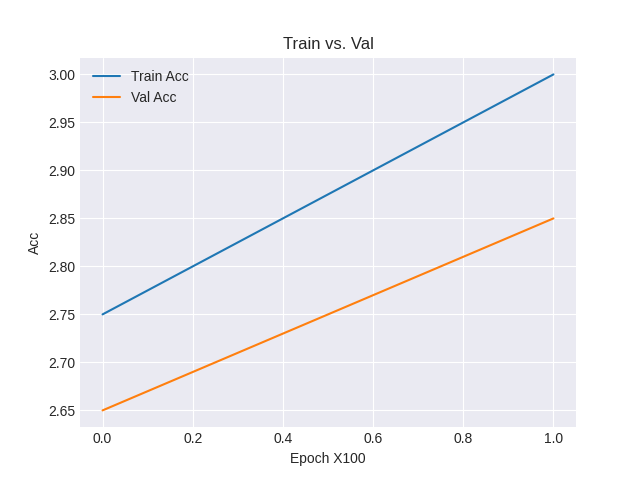 Train vs. Val
Train Acc
Val Acc
3.00
2.95
2.90
2.85
2.80
2.75
2.70
2.65
Acc
0.0 0.2 0.4 0.6 0.8 1.0
Epoch X100